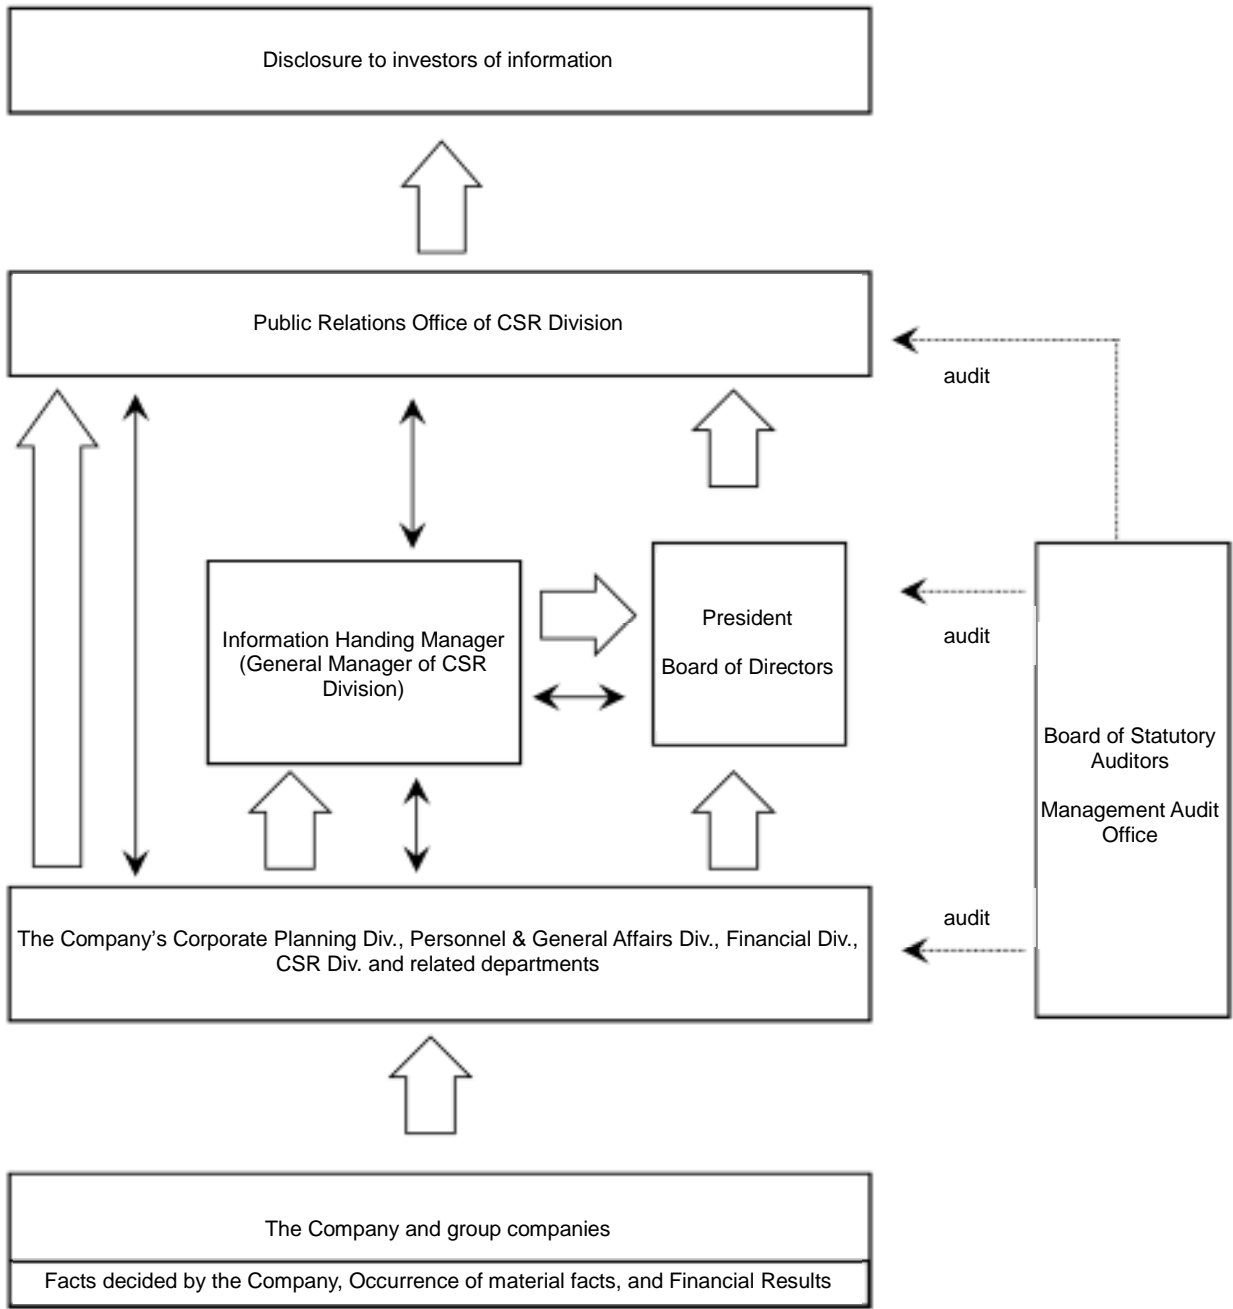 Disclosure to investors of information
Public Relations Office of CSR Division
audit
Information Handing Manager
(General Manager of CSR
Division)
President
Board of Directors
audit
Board of Statutory
Auditors
Management Audit
Office
The Company’s Corporate Planning Div., Personnel & General Affairs Div., Financial Div.,
CSR Div. and related departments
audit
The Company and group companies
Facts decided by the Company, Occurrence of material facts, and Financial Results